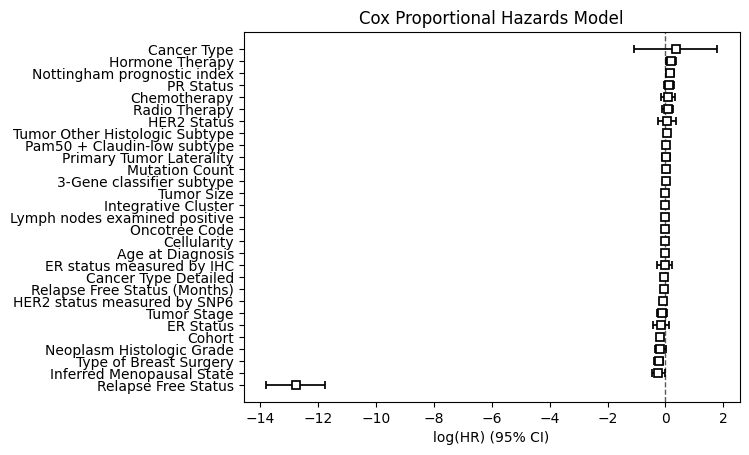 Cox Proportional Hazards Model
Cancer Type
Hormone Therapy
Nottingham prognostic index
PR Status
Chemotherapy
Radio Therapy
HER2 Status
Tumor Other Histologic Subtype
Pam50 + Claudin-low subtype
Primary Tumor Laterality
Mutation Count
3-Gene classifier subtype
Tumor Size
Integrative Cluster
Lymph nodes examined positive
Oncotree Code
Cellularity
Age at Diagnosis
ER status measured by IHC
Cancer Type Detailed
Relapse Free Status (Months)
HER2 status measured by SNP6
Tumor Stage
ER Status
Cohort
Neoplasm Histologic Grade
Type of Breast Surgery
Inferred Menopausal State
Relapse Free Status
−14 −12 −10 −8 −6 −4 −2 0 2
log(HR) (95% CI)